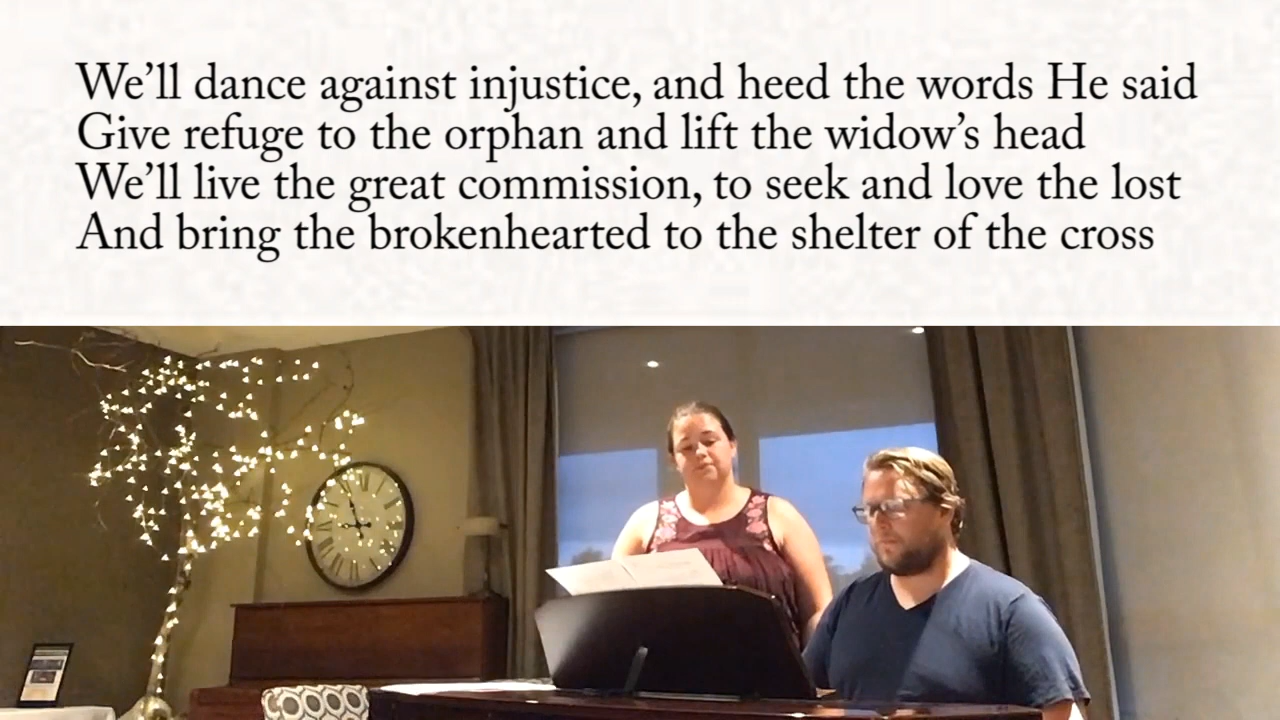 We’ll dance against injustice, and heed the words He said
Give refuge to the orphan and lift the widow’s head
We’ll live the great commission, to seek and love the lost
And bring the brokenhearted to the shelter of the cross